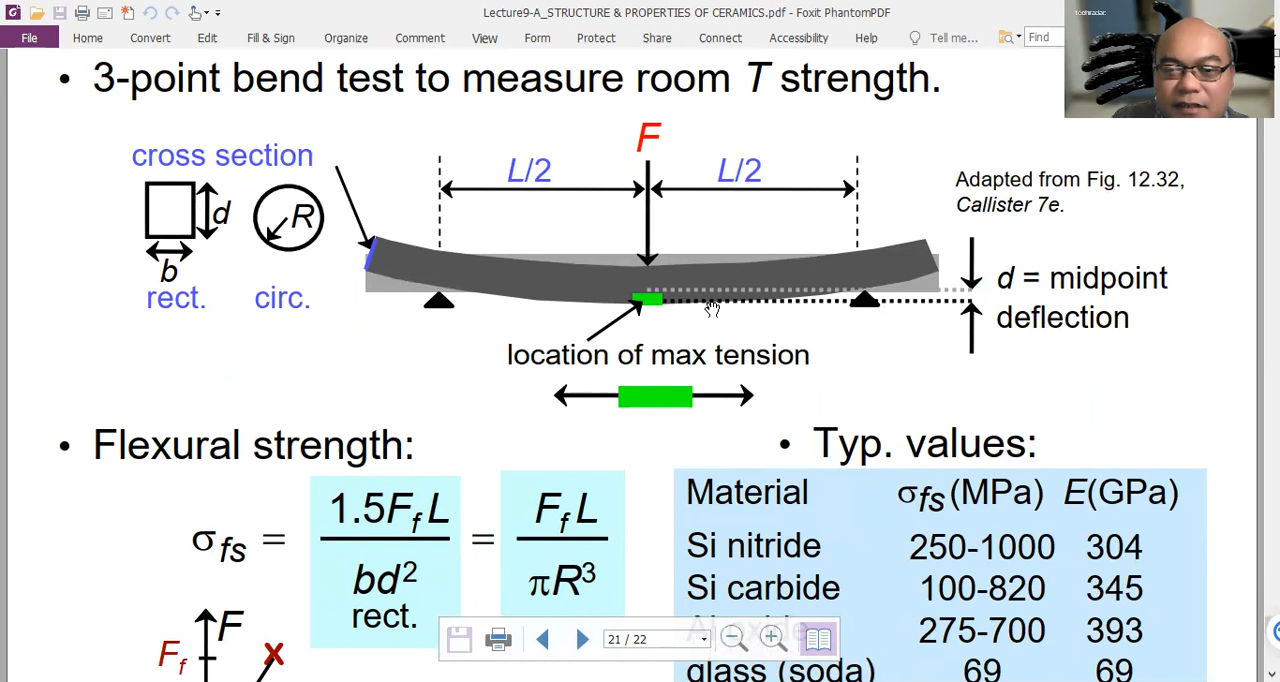 Lecture9-A_STRUCTURE & PROPERTIES OF CERAMICS.pdf - Foxit PhantomPDF
File Home Convert Edit Fill & Sign Organize Comment View Form Protect Share Connect Accessibility Help Tell me... Find
• 3-point bend test to measure room T strength.
F
cross section
L/2
L/2
Adapted from Fig. 12.32,
Callister 7e.
d
R
b
rect.
circ.
d = midpoint
deflection
location of max tension
• Flexural strength:
σfs = 1.5FfL / bd2 = FfL / πR3
rect.
F
Ff
x
• Typ. values:
Material σfs (MPa) E(GPa)
Si nitride 250-1000 304
Si carbide 100-820 345
Al oxide 275-700 393
glass (soda) 69 69
21 / 22